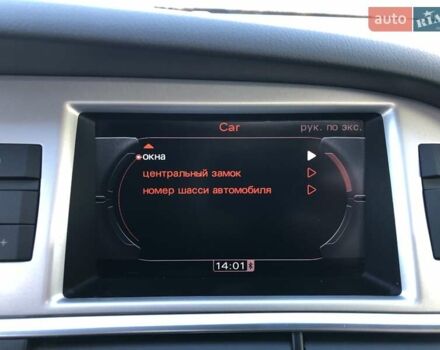 auto RIA
Car
рук. по экс.
окна
центральный замок
номер шасси автомобиля
14:01